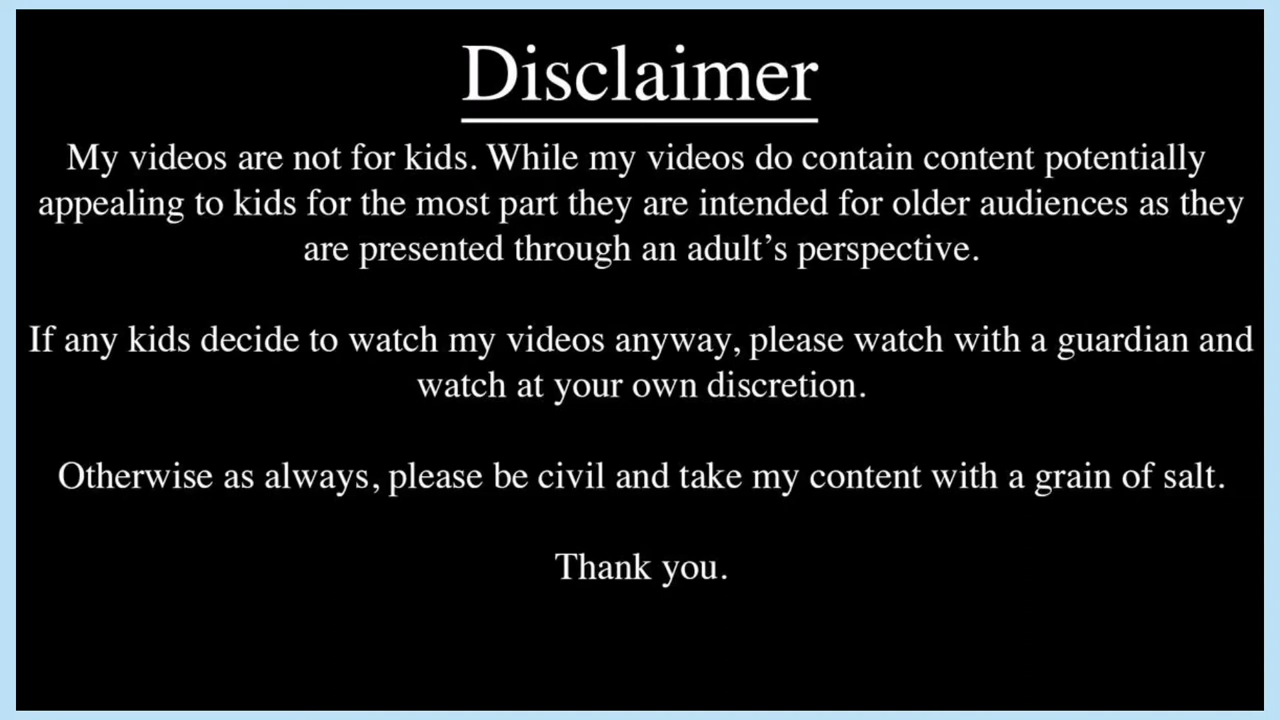 Disclaimer
My videos are not for kids. While my videos do contain content potentially
appealing to kids for the most part they are intended for older audiences as they
are presented through an adult’s perspective.
If any kids decide to watch my videos anyway, please watch with a guardian and
watch at your own discretion.
Otherwise as always, please be civil and take my content with a grain of salt.
Thank you.